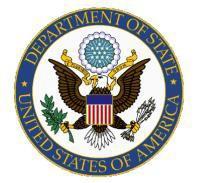 DEPARTMENT OF STATE
UNITED STATES OF AMERICA